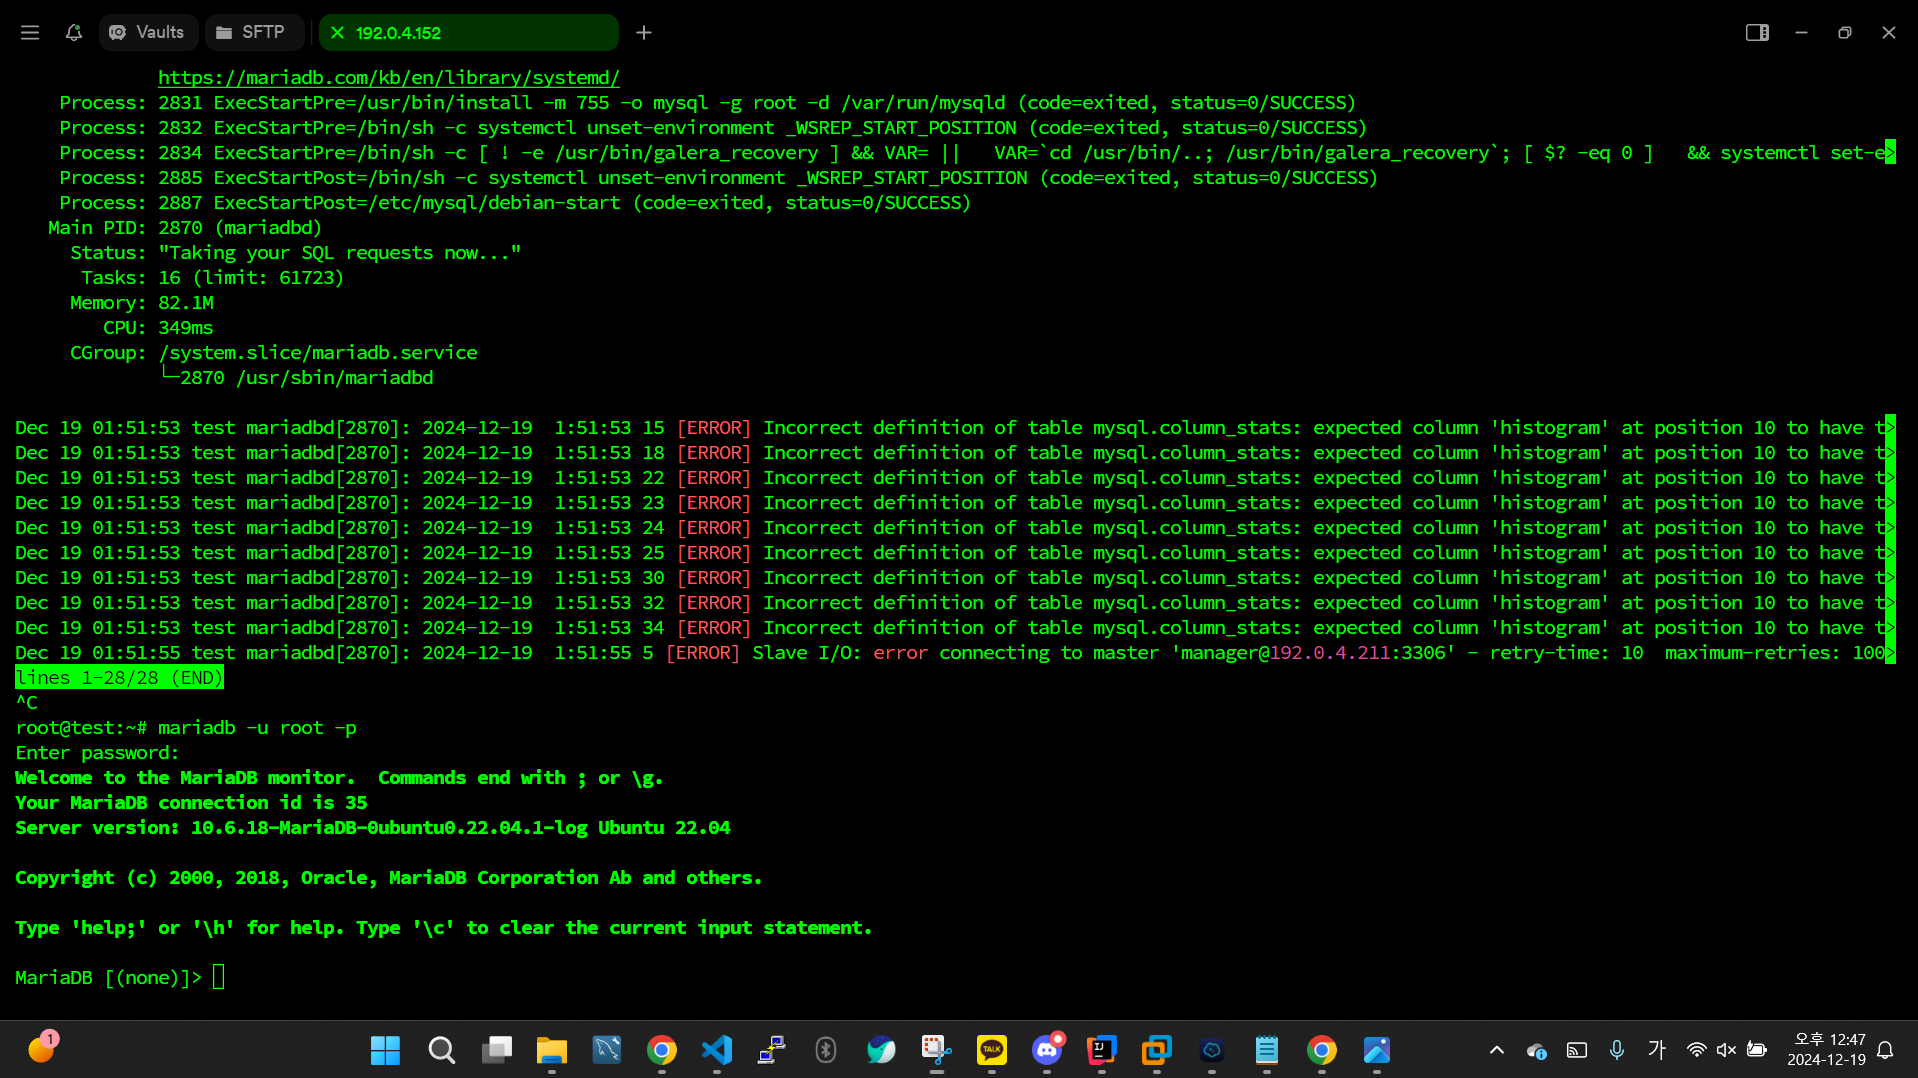 Vaults
SFTP
192.0.4.152
https://mariadb.com/kb/en/library/systemd/
Process: 2831 ExecStartPre=/usr/bin/install -m 755 -o mysql -g root -d /var/run/mysqld (code=exited, status=0/SUCCESS)
Process: 2832 ExecStartPre=/bin/sh -c systemctl unset-environment _WSREP_START_POSITION (code=exited, status=0/SUCCESS)
Process: 2834 ExecStartPre=/bin/sh -c [ ! -e /usr/bin/galera_recovery ] && VAR= ||   VAR=`cd /usr/bin/..; /usr/bin/galera_recovery`; [ $? -eq 0 ]   && systemctl set-e>
Process: 2885 ExecStartPost=/bin/sh -c systemctl unset-environment _WSREP_START_POSITION (code=exited, status=0/SUCCESS)
Process: 2887 ExecStartPost=/etc/mysql/debian-start (code=exited, status=0/SUCCESS)
Main PID: 2870 (mariadbd)
Status: "Taking your SQL requests now..."
Tasks: 16 (limit: 61723)
Memory: 82.1M
CPU: 349ms
CGroup: /system.slice/mariadb.service
└─2870 /usr/sbin/mariadbd
Dec 19 01:51:53 test mariadbd[2870]: 2024-12-19  1:51:53 15 [ERROR] Incorrect definition of table mysql.column_stats: expected column 'histogram' at position 10 to have t>
Dec 19 01:51:53 test mariadbd[2870]: 2024-12-19  1:51:53 18 [ERROR] Incorrect definition of table mysql.column_stats: expected column 'histogram' at position 10 to have t>
Dec 19 01:51:53 test mariadbd[2870]: 2024-12-19  1:51:53 22 [ERROR] Incorrect definition of table mysql.column_stats: expected column 'histogram' at position 10 to have t>
Dec 19 01:51:53 test mariadbd[2870]: 2024-12-19  1:51:53 23 [ERROR] Incorrect definition of table mysql.column_stats: expected column 'histogram' at position 10 to have t>
Dec 19 01:51:53 test mariadbd[2870]: 2024-12-19  1:51:53 24 [ERROR] Incorrect definition of table mysql.column_stats: expected column 'histogram' at position 10 to have t>
Dec 19 01:51:53 test mariadbd[2870]: 2024-12-19  1:51:53 25 [ERROR] Incorrect definition of table mysql.column_stats: expected column 'histogram' at position 10 to have t>
Dec 19 01:51:53 test mariadbd[2870]: 2024-12-19  1:51:53 30 [ERROR] Incorrect definition of table mysql.column_stats: expected column 'histogram' at position 10 to have t>
Dec 19 01:51:53 test mariadbd[2870]: 2024-12-19  1:51:53 32 [ERROR] Incorrect definition of table mysql.column_stats: expected column 'histogram' at position 10 to have t>
Dec 19 01:51:53 test mariadbd[2870]: 2024-12-19  1:51:53 34 [ERROR] Incorrect definition of table mysql.column_stats: expected column 'histogram' at position 10 to have t>
Dec 19 01:51:55 test mariadbd[2870]: 2024-12-19  1:51:55 5 [ERROR] Slave I/O: error connecting to master 'manager@192.0.4.211:3306' - retry-time: 10  maximum-retries: 100>
lines 1-28/28 (END)
^C
root@test:~# mariadb -u root -p
Enter password:
Welcome to the MariaDB monitor.  Commands end with ; or \g.
Your MariaDB connection id is 35
Server version: 10.6.18-MariaDB-0ubuntu0.22.04.1-log Ubuntu 22.04
Copyright (c) 2000, 2018, Oracle, MariaDB Corporation Ab and others.
Type 'help;' or '\h' for help. Type '\c' to clear the current input statement.
MariaDB [(none)]>
1
TALK
IJ
가
오후 12:47
2024-12-19